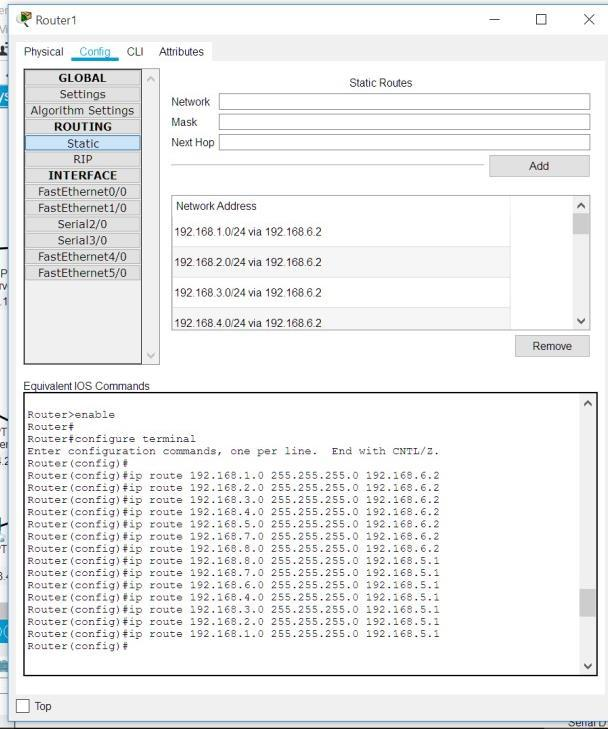 Router1
Physical Config CLI Attributes
GLOBAL
Settings
Algorithm Settings
ROUTING
Static
RIP
INTERFACE
FastEthernet0/0
FastEthernet1/0
Serial2/0
Serial3/0
FastEthernet4/0
FastEthernet5/0
Static Routes
Network
Mask
Next Hop
Add
Network Address
192.168.1.0/24 via 192.168.6.2
192.168.2.0/24 via 192.168.6.2
192.168.3.0/24 via 192.168.6.2
192.168.4.0/24 via 192.168.6.2
Remove
Equivalent IOS Commands
Router>enable
Router#
Router#configure terminal
Enter configuration commands, one per line. End with CNTL/Z.
Router(config)#
Router(config)#ip route 192.168.1.0 255.255.255.0 192.168.6.2
Router(config)#ip route 192.168.2.0 255.255.255.0 192.168.6.2
Router(config)#ip route 192.168.3.0 255.255.255.0 192.168.6.2
Router(config)#ip route 192.168.4.0 255.255.255.0 192.168.6.2
Router(config)#ip route 192.168.5.0 255.255.255.0 192.168.6.2
Router(config)#ip route 192.168.7.0 255.255.255.0 192.168.6.2
Router(config)#ip route 192.168.8.0 255.255.255.0 192.168.6.2
Router(config)#ip route 192.168.8.0 255.255.255.0 192.168.5.1
Router(config)#ip route 192.168.7.0 255.255.255.0 192.168.5.1
Router(config)#ip route 192.168.6.0 255.255.255.0 192.168.5.1
Router(config)#ip route 192.168.4.0 255.255.255.0 192.168.5.1
Router(config)#ip route 192.168.3.0 255.255.255.0 192.168.5.1
Router(config)#ip route 192.168.2.0 255.255.255.0 192.168.5.1
Router(config)#ip route 192.168.1.0 255.255.255.0 192.168.5.1
Router(config)#
Top